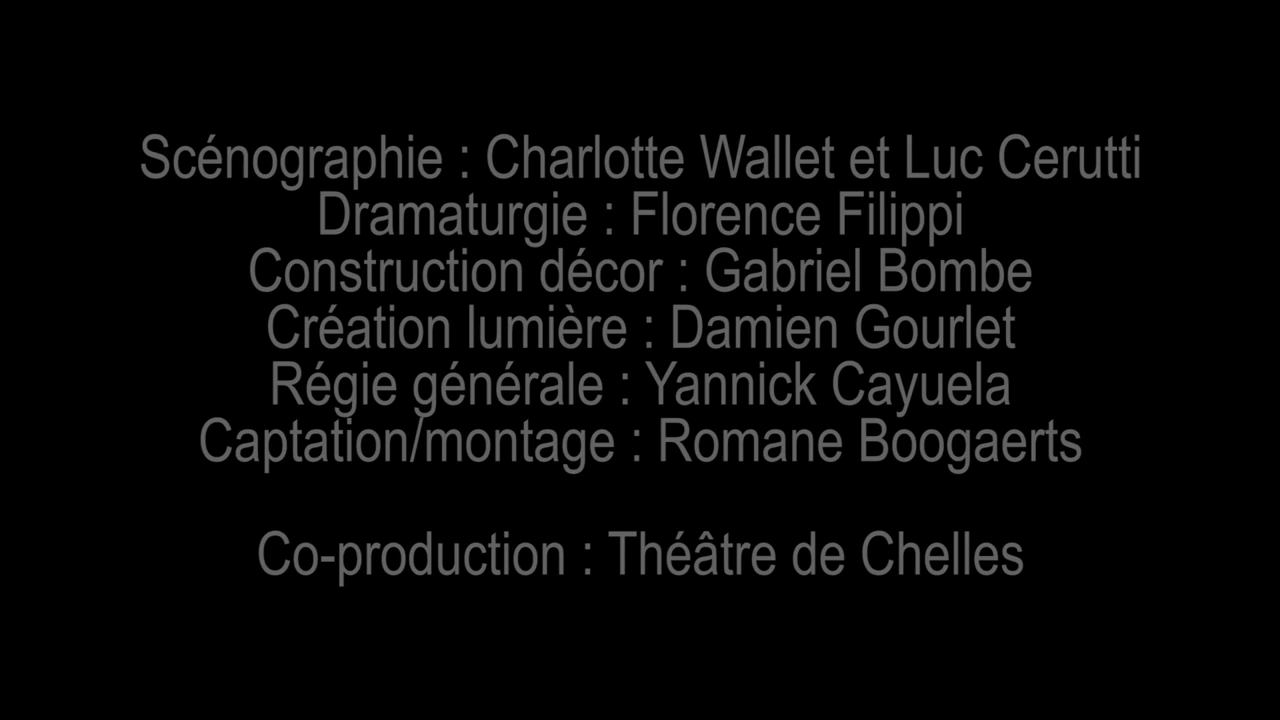 Scénographie : Charlotte Wallet et Luc Cerutti
Dramaturgie : Florence Filippi
Construction décor : Gabriel Bombe
Création lumière : Damien Gourlet
Régie générale : Yannick Cayuela
Captation/montage : Romane Boogaerts
Co-production : Théâtre de Chelles